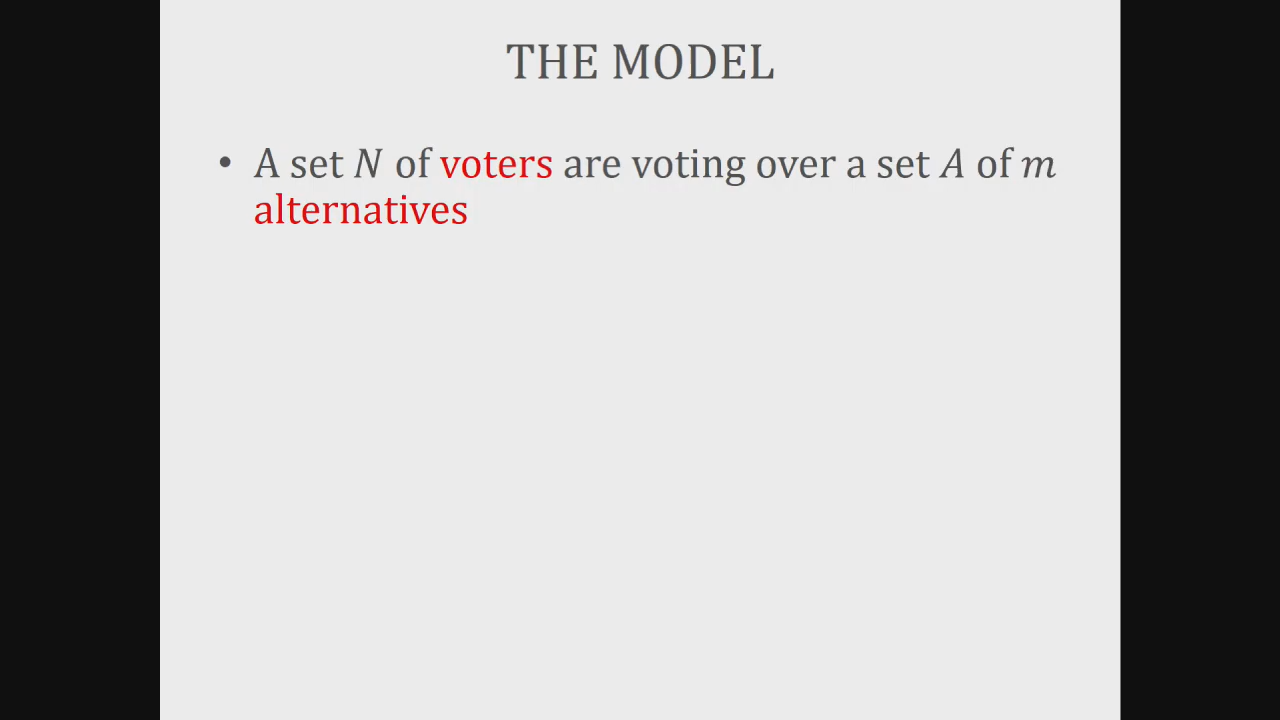 THE MODEL
• A set N of voters are voting over a set A of m
alternatives